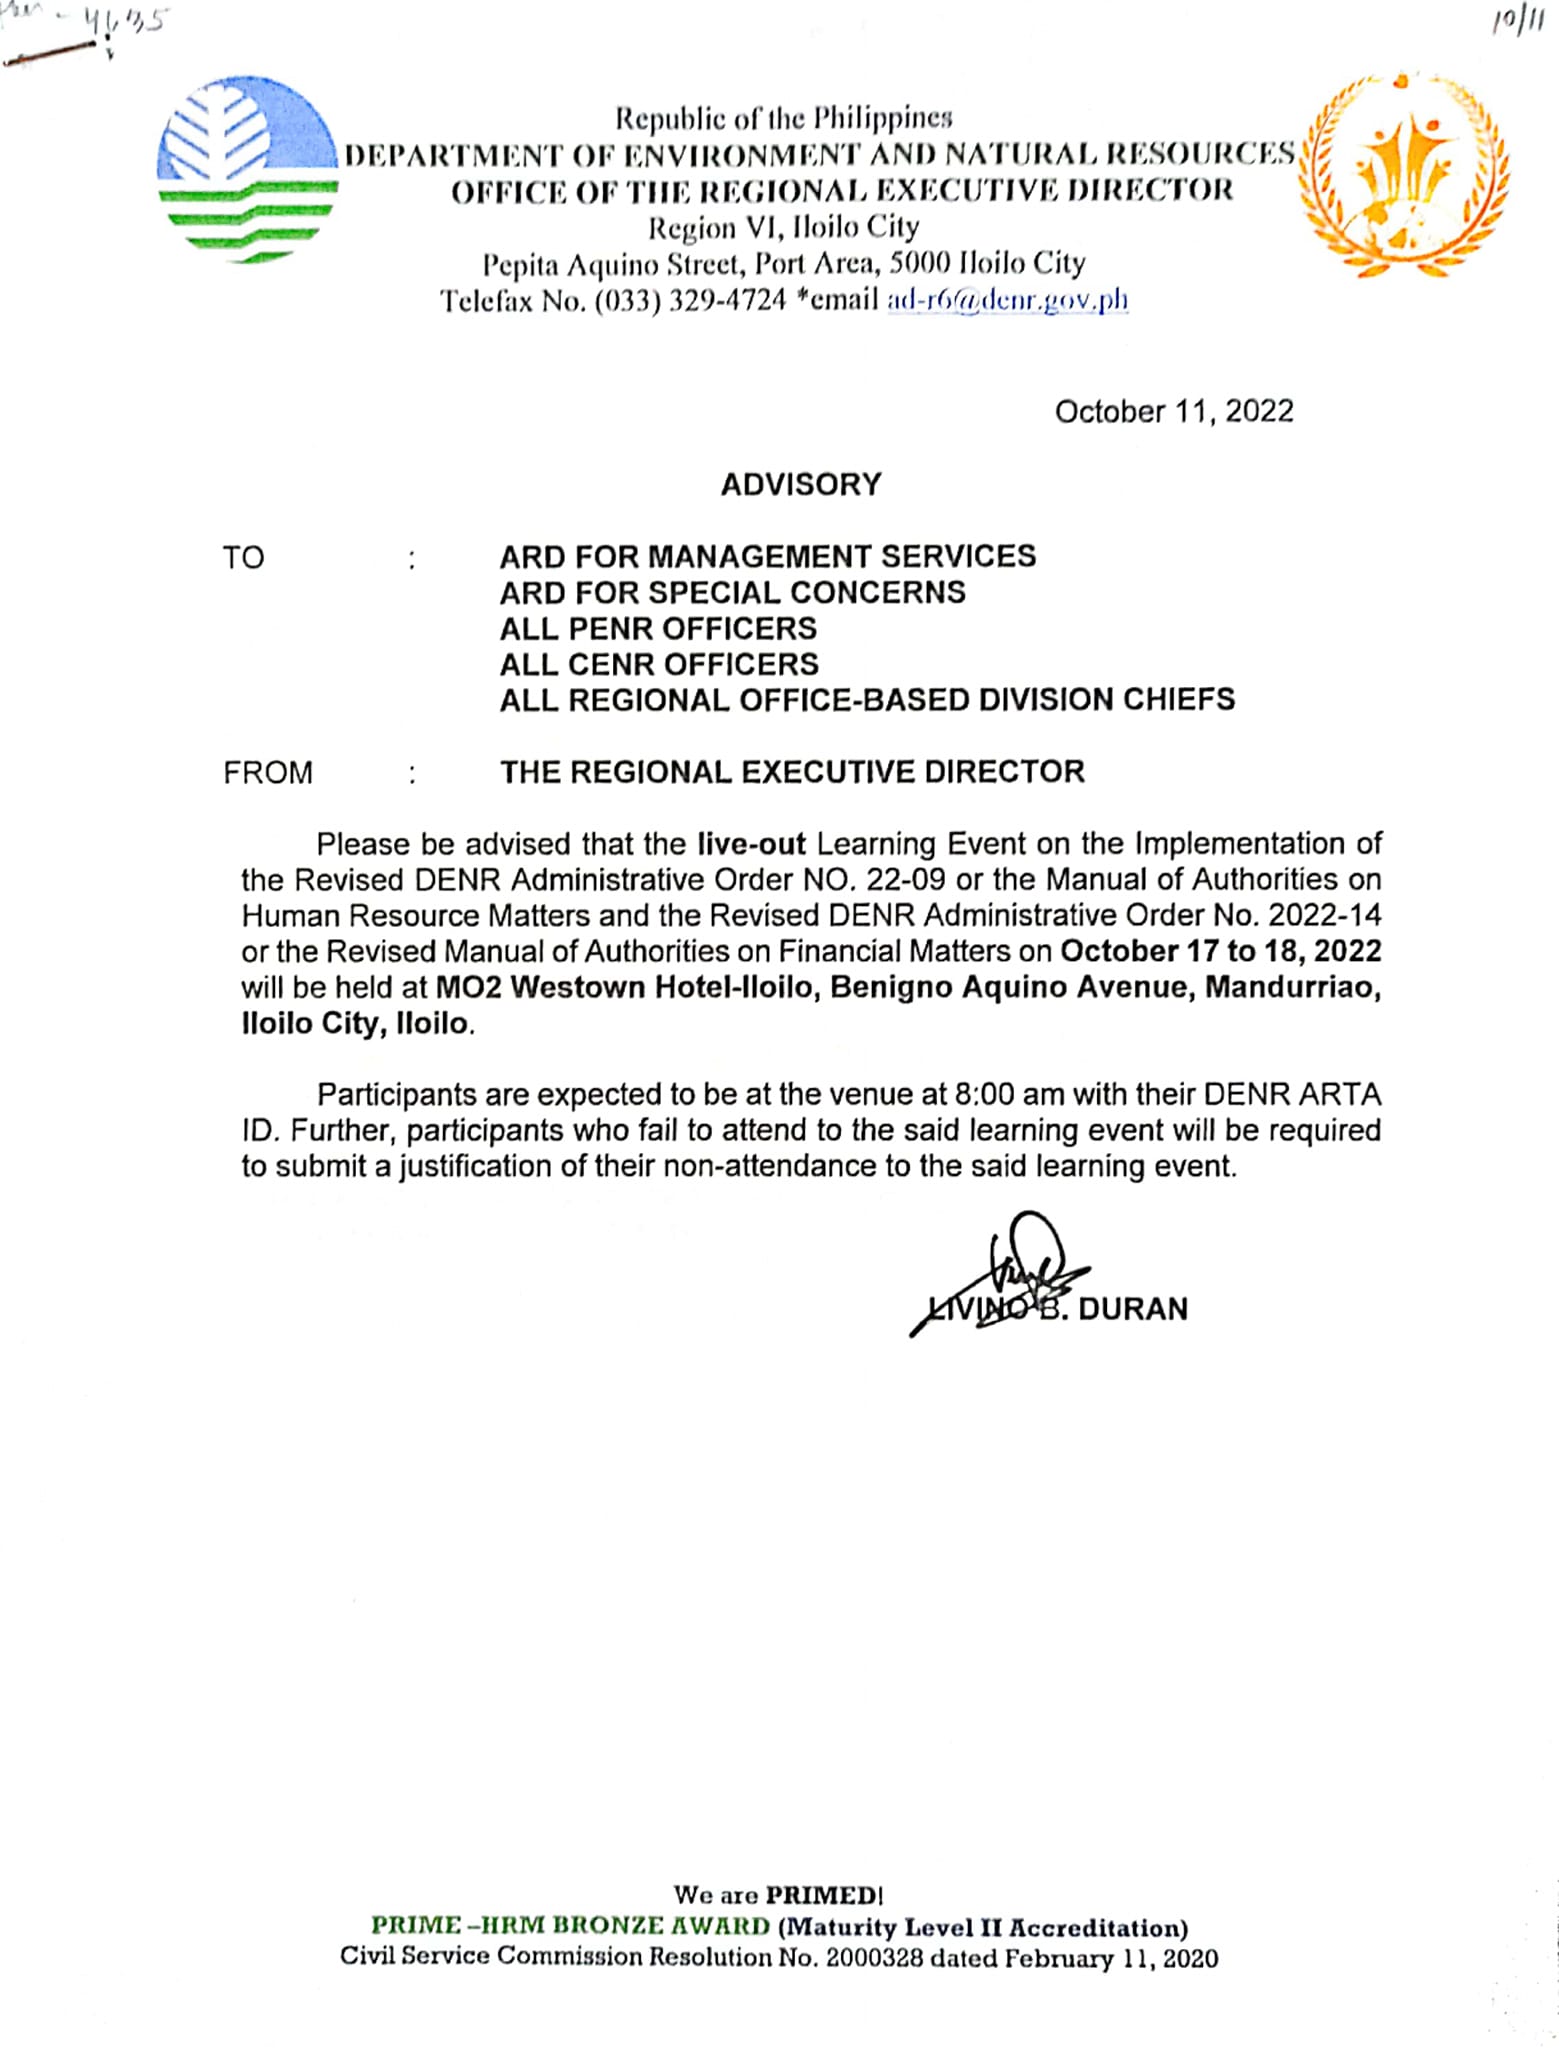 4635
10/11
Republic of the Philippines
DEPARTMENT OF ENVIRONMENT AND NATURAL RESOURCES
OFFICE OF THE REGIONAL EXECUTIVE DIRECTOR
Region VI, Iloilo City
Pepita Aquino Street, Port Area, 5000 Iloilo City
Telefax No. (033) 329-4724 *email ad-r6@denr.gov.ph
October 11, 2022
ADVISORY
TO : ARD FOR MANAGEMENT SERVICES
ARD FOR SPECIAL CONCERNS
ALL PENR OFFICERS
ALL CENR OFFICERS
ALL REGIONAL OFFICE-BASED DIVISION CHIEFS
FROM : THE REGIONAL EXECUTIVE DIRECTOR
Please be advised that the live-out Learning Event on the Implementation of
the Revised DENR Administrative Order NO. 22-09 or the Manual of Authorities on
Human Resource Matters and the Revised DENR Administrative Order No. 2022-14
or the Revised Manual of Authorities on Financial Matters on October 17 to 18, 2022
will be held at MO2 Westown Hotel-Iloilo, Benigno Aquino Avenue, Mandurriao,
Iloilo City, Iloilo.
Participants are expected to be at the venue at 8:00 am with their DENR ARTA
ID. Further, participants who fail to attend to the said learning event will be required
to submit a justification of their non-attendance to the said learning event.
LIVINO B. DURAN
We are PRIMED!
PRIME –HRM BRONZE AWARD (Maturity Level II Accreditation)
Civil Service Commission Resolution No. 2000328 dated February 11, 2020